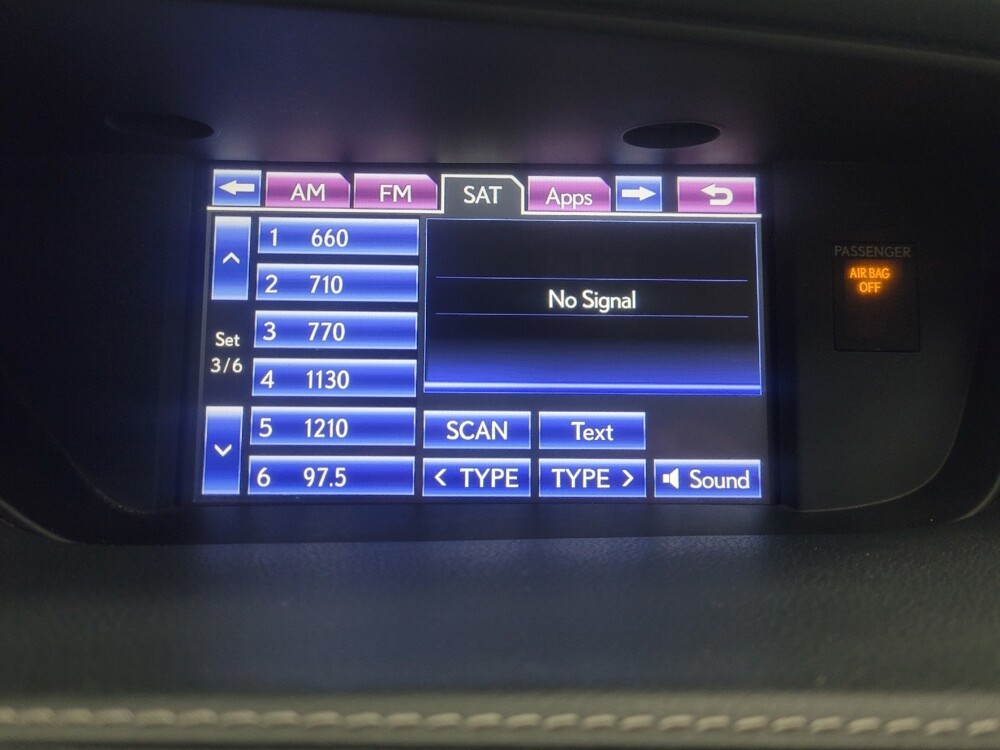 AM FM SAT Apps
1 660
2 710
3 770
4 1130
5 1210
6 97.5
Set
3/6
No Signal
SCAN Text
< TYPE TYPE > Sound
PASSENGER
AIR BAG
OFF